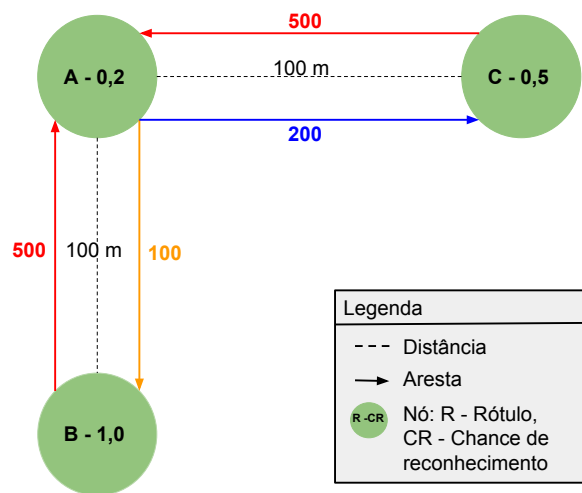 500
A - 0,2
100 m
C - 0,5
200
500
100 m
100
B - 1,0
Legenda
Distância
Aresta
R -CR
Nó: R - Rótulo,
CR - Chance de
reconhecimento